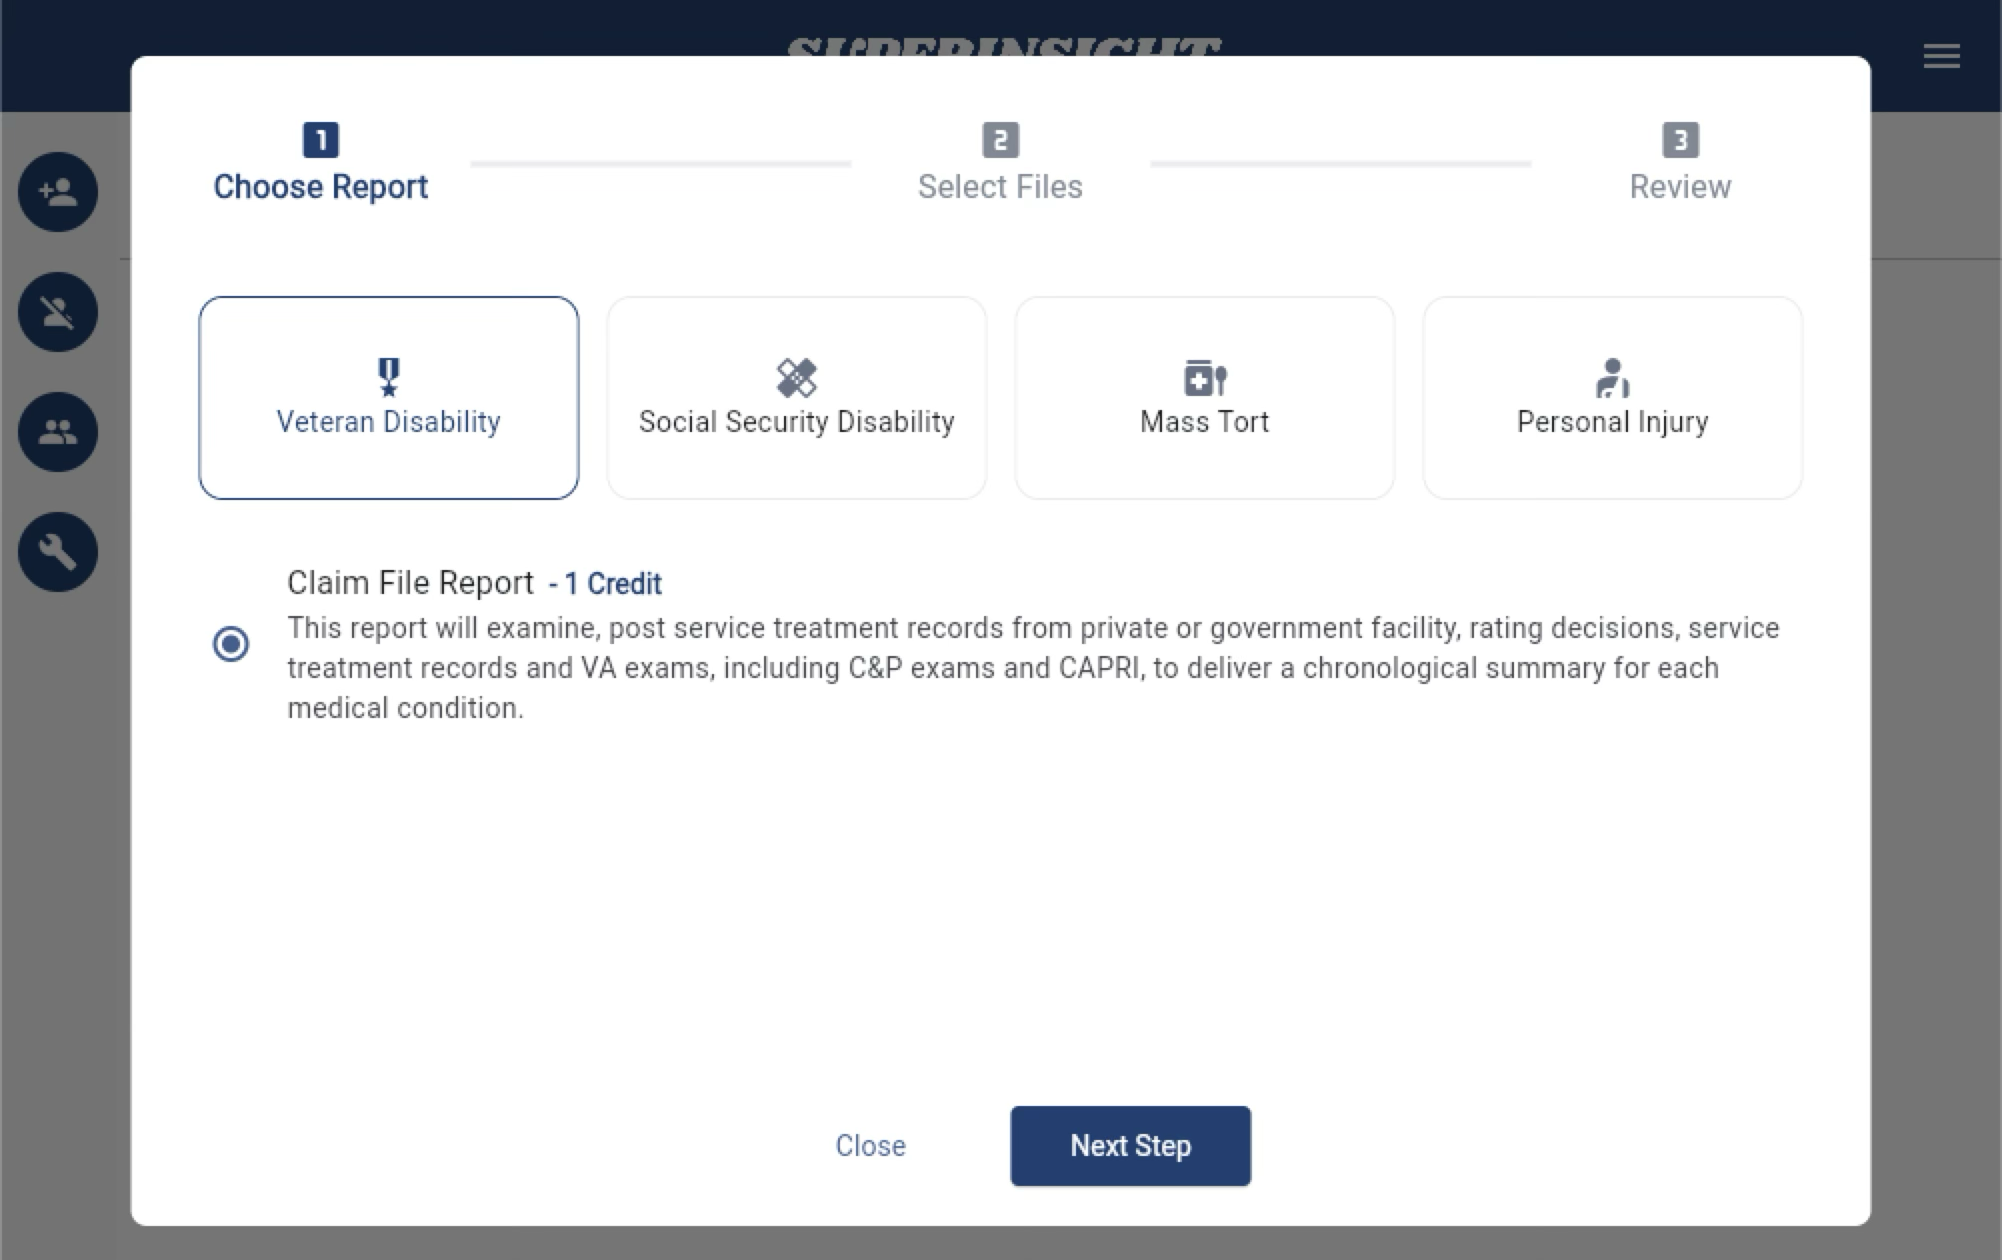 SUPERINSIGHT
1
Choose Report
2
Select Files
3
Review
Veteran Disability
Social Security Disability
Mass Tort
Personal Injury
Claim File Report - 1 Credit
This report will examine, post service treatment records from private or government facility, rating decisions, service
treatment records and VA exams, including C&P exams and CAPRI, to deliver a chronological summary for each
medical condition.
Close
Next Step